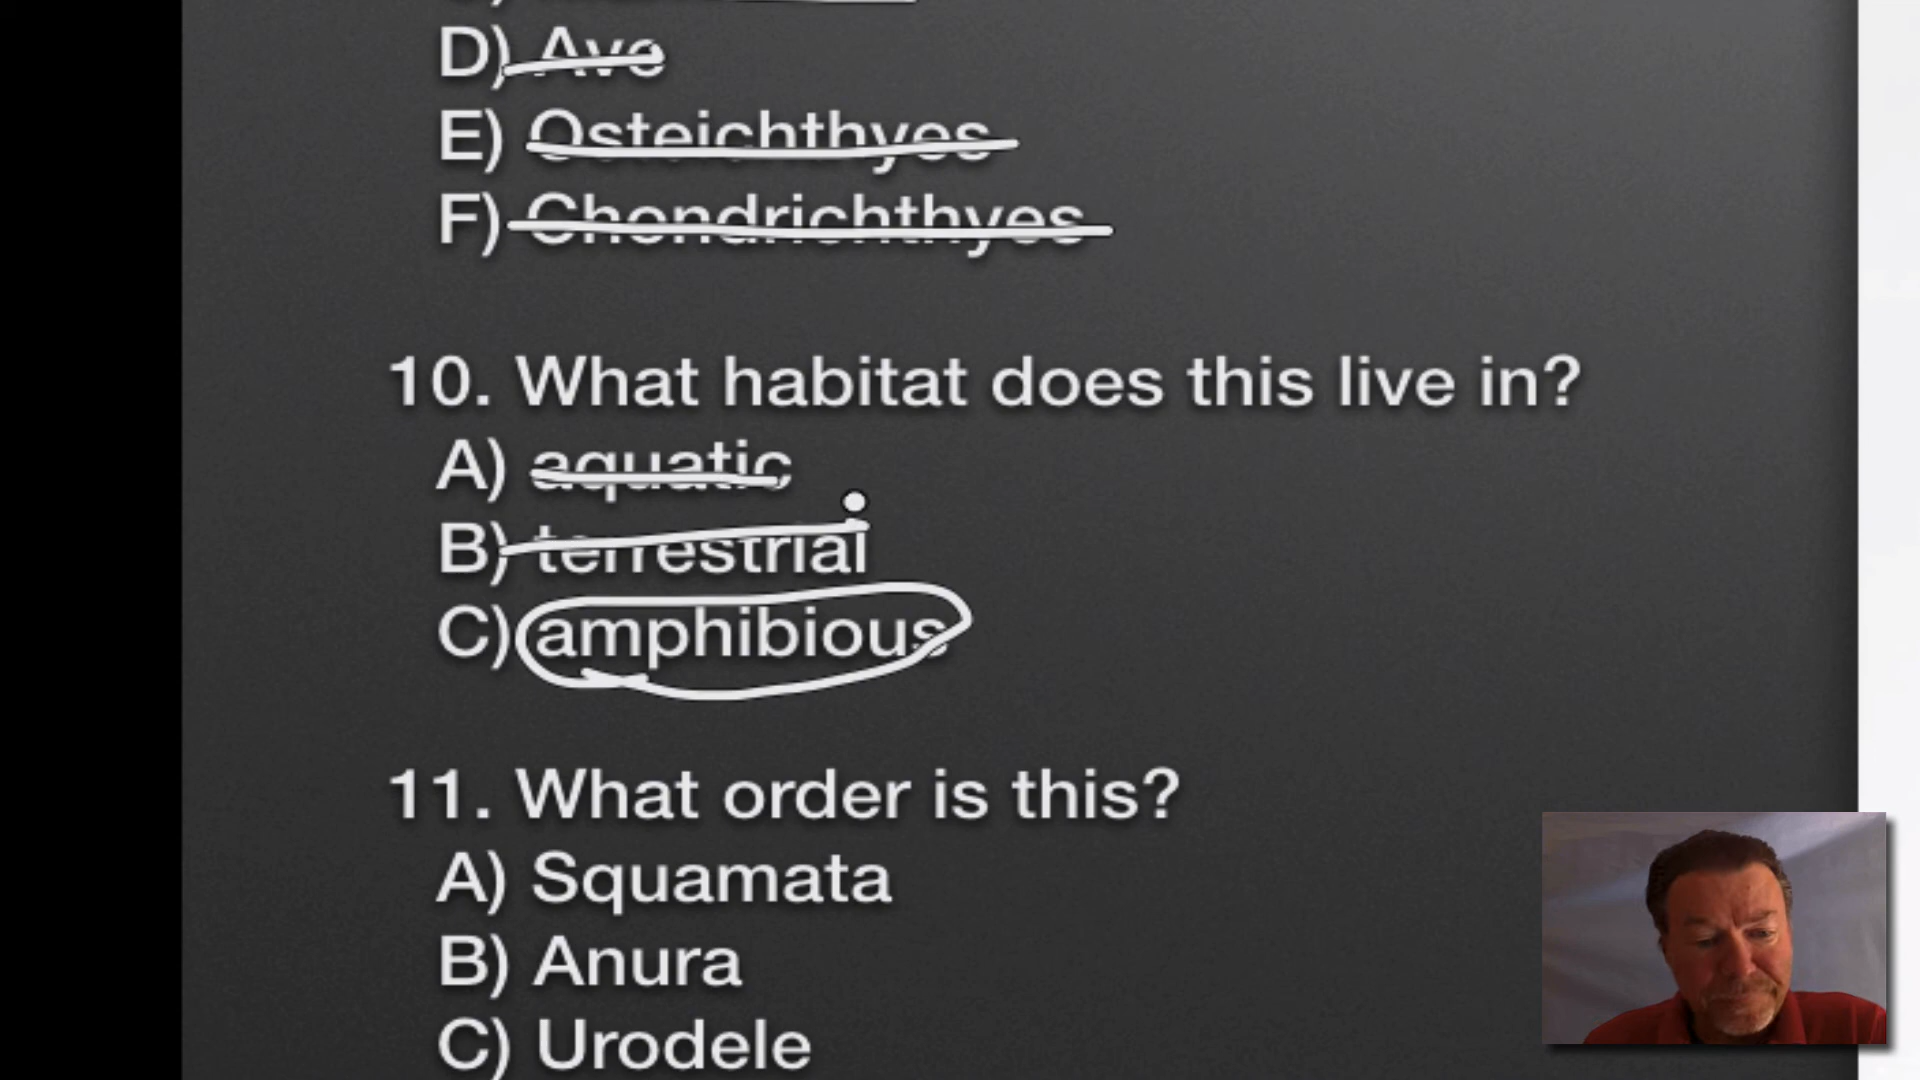 D) Ave
E) Osteichthyes
F) Chondrichthyes
10. What habitat does this live in?
A) aquatic
B) terrestrial
C) amphibious
11. What order is this?
A) Squamata
B) Anura
C) Urodele